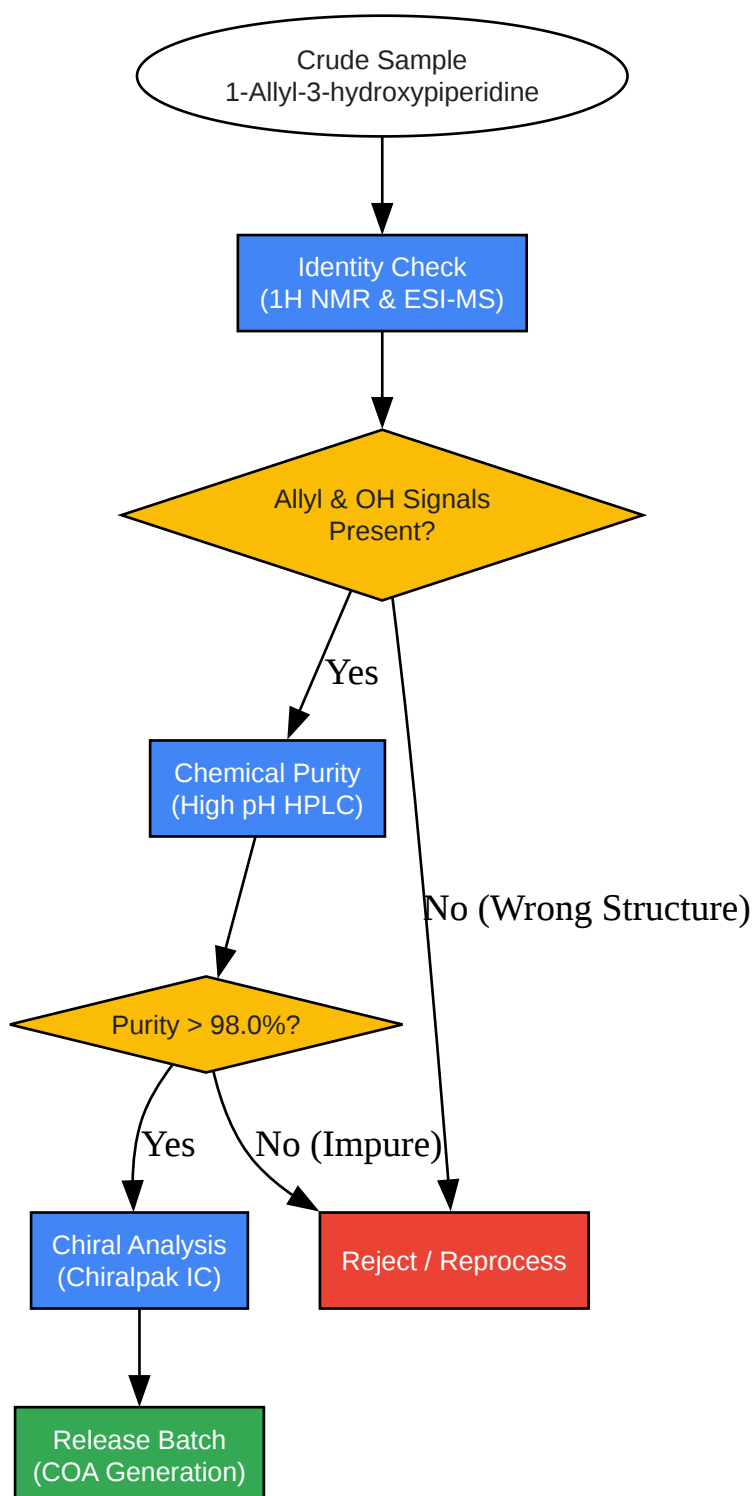 Crude Sample
1-Allyl-3-hydroxypiperidine
Identity Check
(1H NMR & ESI-MS)
Allyl & OH Signals
Present?
Yes
Chemical Purity
(High pH HPLC)
No (Wrong Structure)
Purity > 98.0%?
Yes
No (Impure)
Chiral Analysis
(Chiralpak IC)
Reject / Reprocess
Release Batch
(COA Generation)